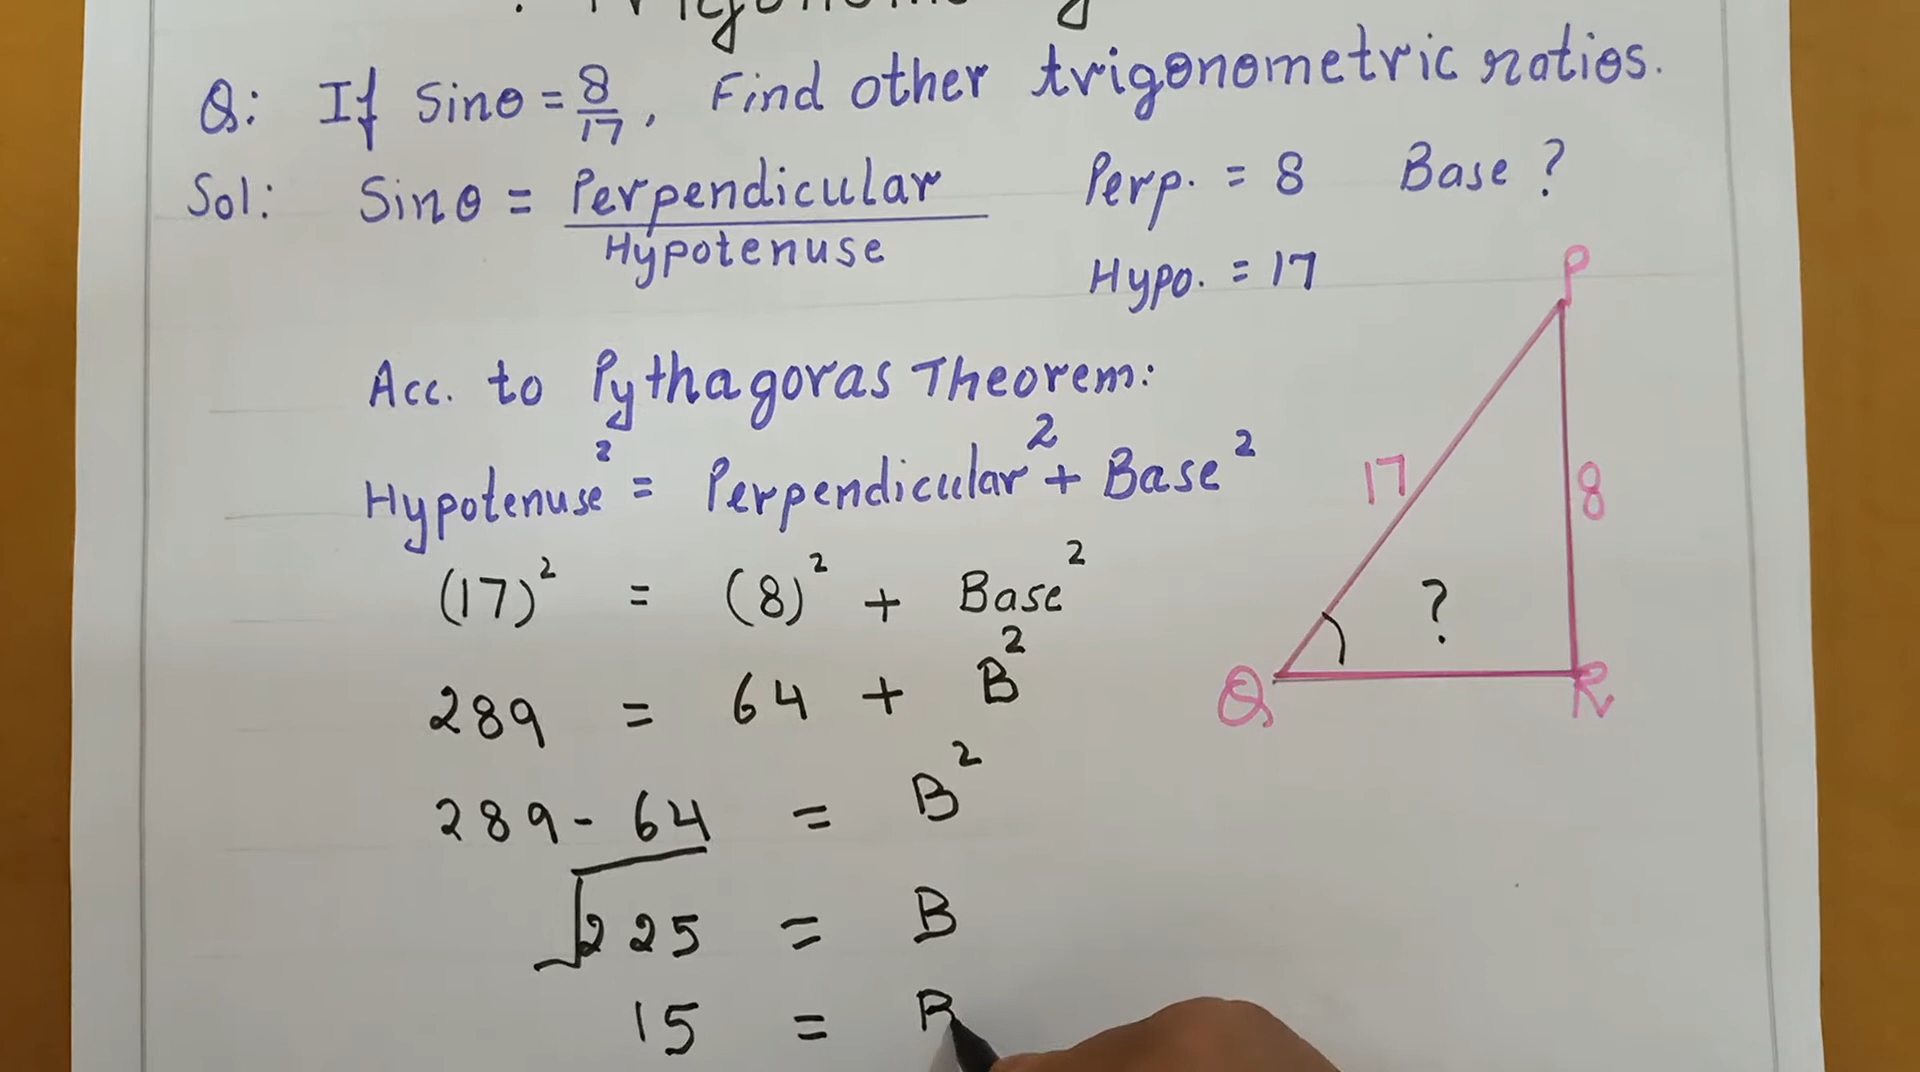 Q: If Sinθ = 8/17, Find other trigonometric ratios.
Sol: Sinθ = Perpendicular/Hypotenuse
Perp. = 8 Base ?
Hypo. = 17
Acc. to Pythagoras Theorem:
Hypotenuse² = Perpendicular² + Base²
(17)² = (8)² + Base²
289 = 64 + B²
289 - 64 = B²
√225 = B
15 = B
P
17
8
?
Q
R